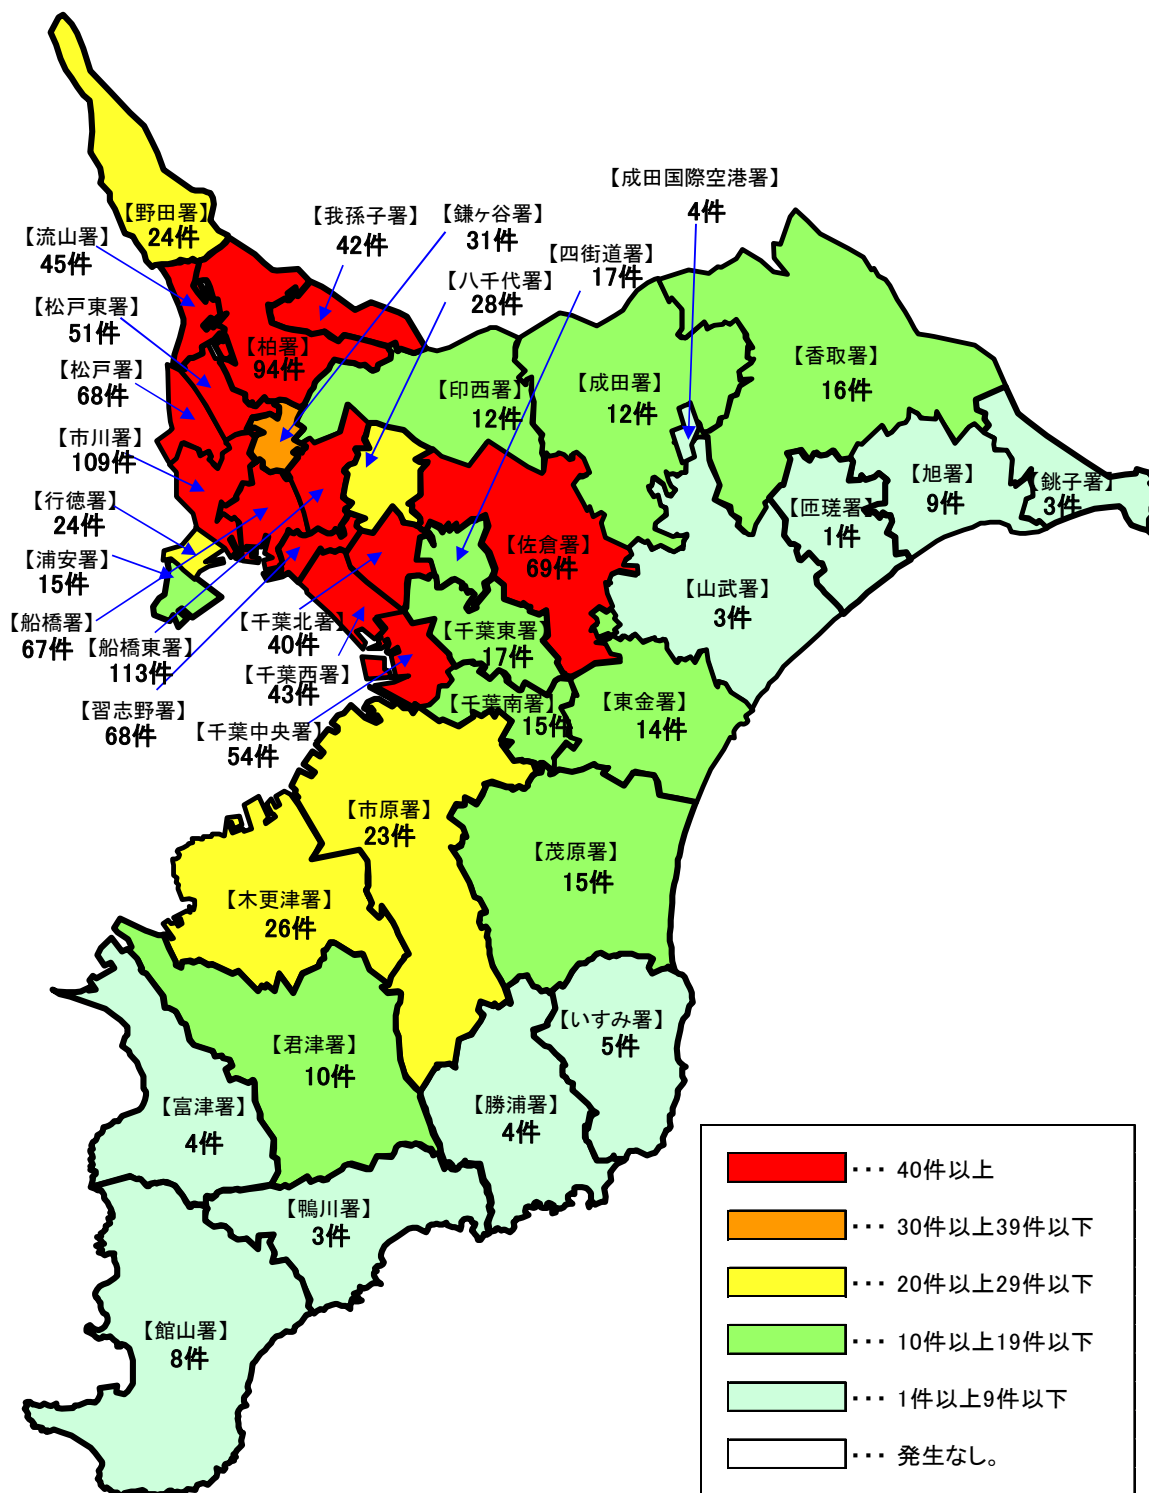 【成田国際空港署】
4件
【野田署】
24件
【我孫子署】
42件
【鎌ヶ谷署】
31件
【流山署】
45件
【四街道署】
17件
【八千代署】
28件
【松戸東署】
51件
【柏署】
94件
【松戸署】
68件
【印西署】
12件
【成田署】
12件
【香取署】
16件
【市川署】
109件
【行徳署】
24件
【旭署】
9件
【銚子署】
3件
【匝瑳署】
1件
【浦安署】
15件
【佐倉署】
69件
【山武署】
3件
【船橋署】
67件
【船橋東署】
113件
【千葉北署】
40件
【千葉東署】
17件
【千葉西署】
43件
【習志野署】
68件
【千葉中央署】
54件
【千葉南署】
15件
【東金署】
14件
【市原署】
23件
【茂原署】
15件
【木更津署】
26件
【いすみ署】
5件
【君津署】
10件
【富津署】
4件
【勝浦署】
4件
【鴨川署】
3件
【館山署】
8件
・・・ 40件以上
・・・ 30件以上39件以下
・・・ 20件以上29件以下
・・・ 10件以上19件以下
・・・ 1件以上9件以下
・・・ 発生なし。